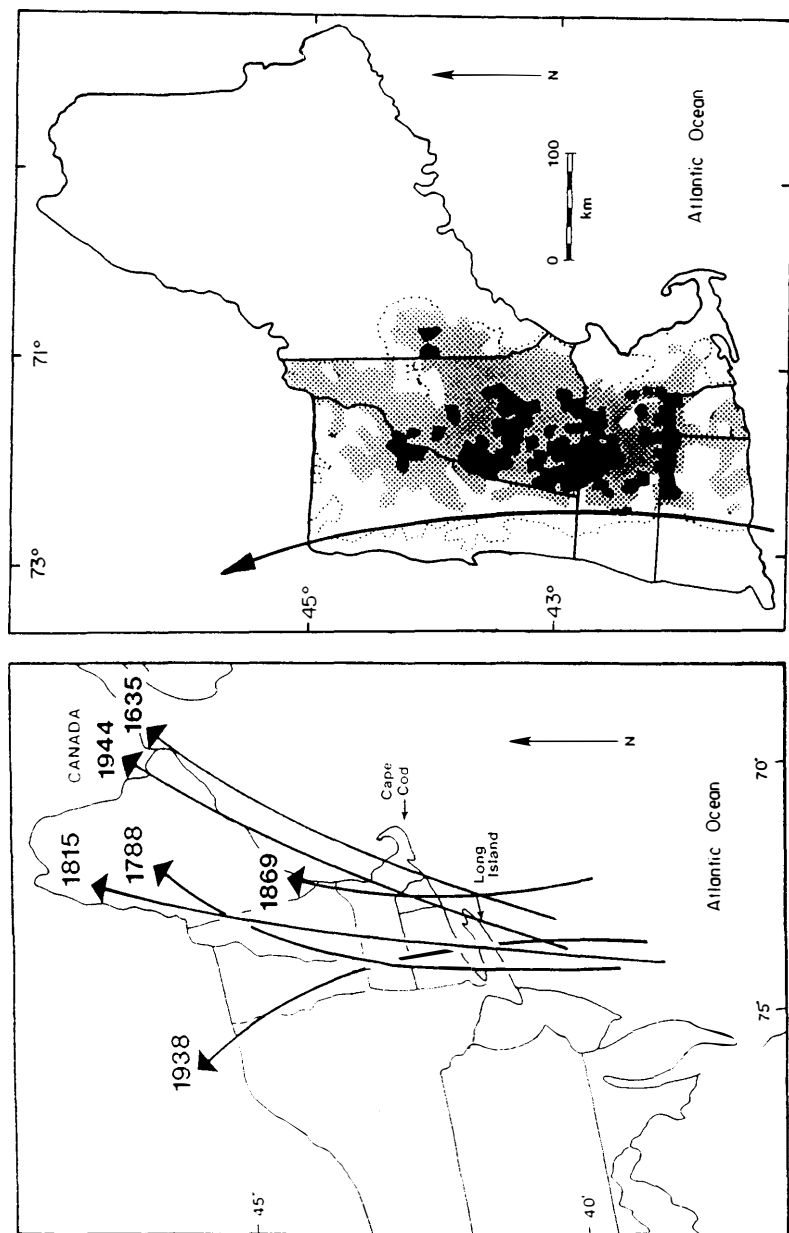 CANADA
1635
1944
1815
1788
1869
1938
Cape
Cod
Long
Island
45°
40°
75°
70°
N
Atlantic Ocean
73°
71°
45°
43°
N
0
100
km
Atlantic Ocean